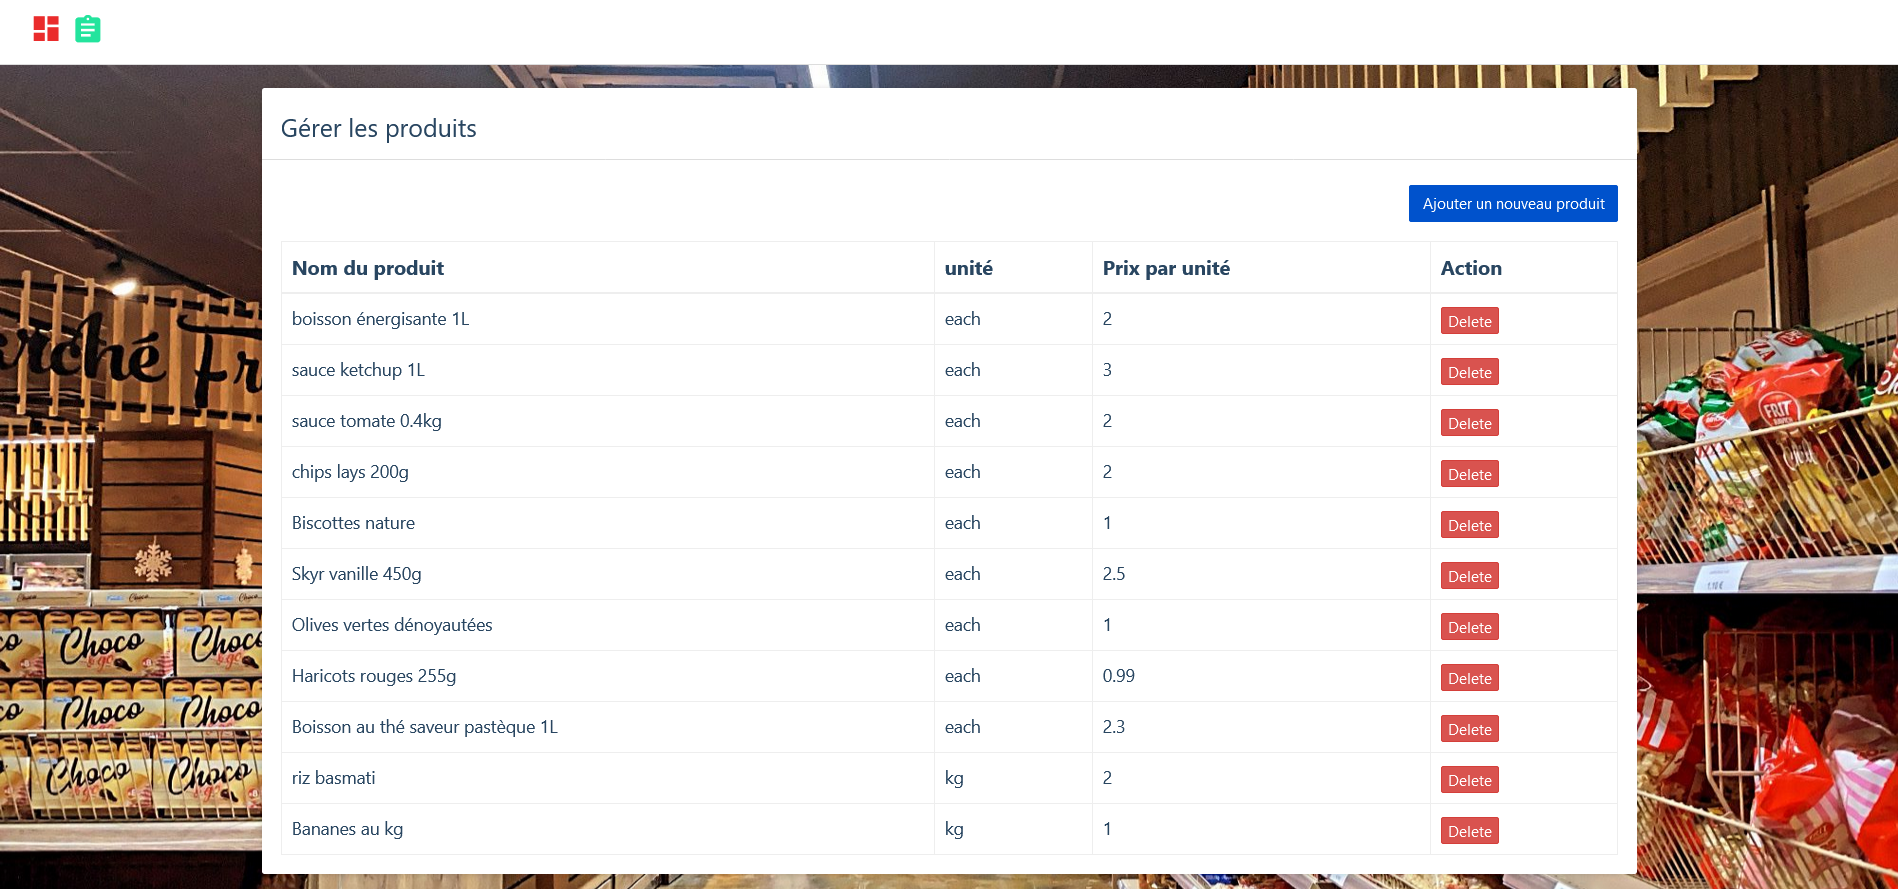 Gérer les produits
Ajouter un nouveau produit
Nom du produit unité Prix par unité Action
boisson énergisante 1L each 2 Delete
sauce ketchup 1L each 3 Delete
sauce tomate 0.4kg each 2 Delete
chips lays 200g each 2 Delete
Biscottes nature each 1 Delete
Skyr vanille 450g each 2.5 Delete
Olives vertes dénoyautées each 1 Delete
Haricots rouges 255g each 0.99 Delete
Boisson au thé saveur pastèque 1L each 2.3 Delete
riz basmati kg 2 Delete
Bananes au kg kg 1 Delete
FRIT
Choco
Choco
Choco
Choco
Choco
Choco